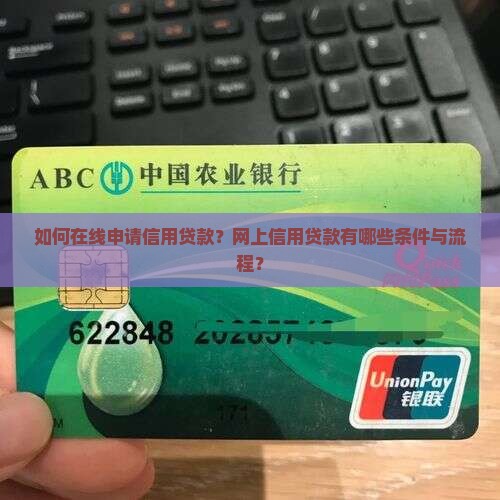 ABC 中国农业银行
如何在线申请信用贷款？网上信用贷款有哪些条件与流
程？
622848
171
UnionPay
银联